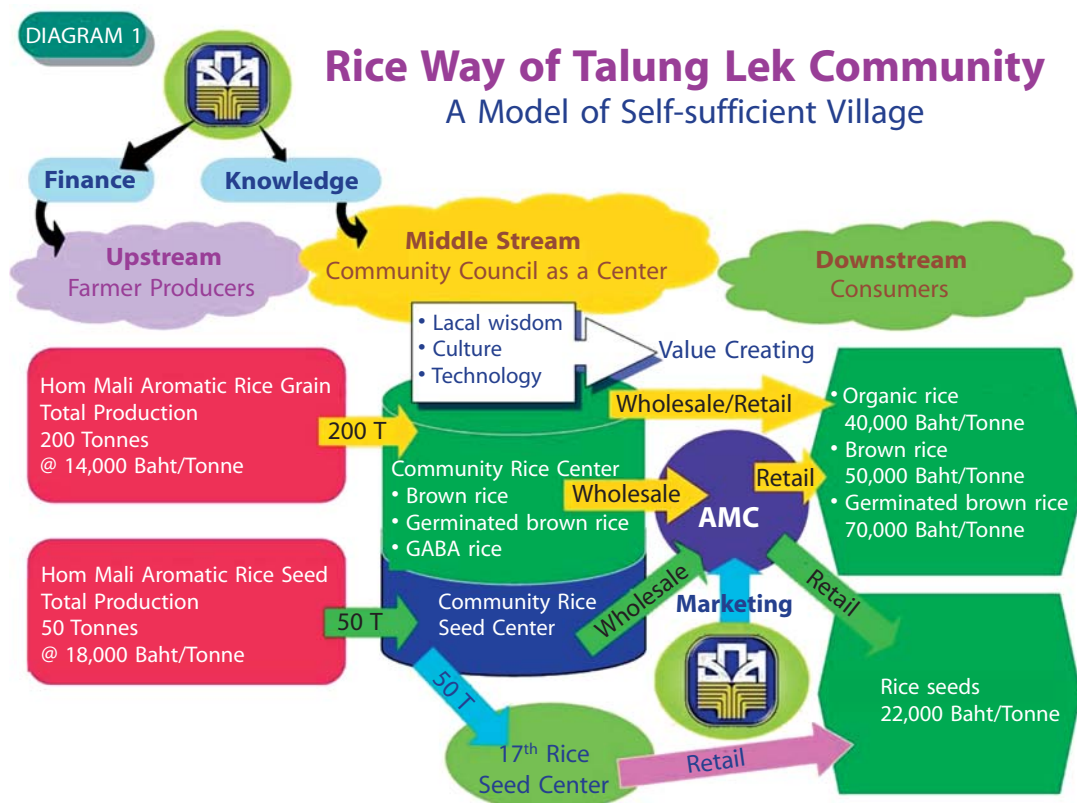 DIAGRAM 1
Rice Way of Talung Lek Community
A Model of Self-sufficient Village
Finance
Knowledge
Upstream
Farmer Producers
Middle Stream
Community Council as a Center
Downstream
Consumers
• Lacal wisdom
• Culture
• Technology
Value Creating
Hom Mali Aromatic Rice Grain
Total Production
200 Tonnes
@ 14,000 Baht/Tonne
200 T
Community Rice Center
• Brown rice
• Germinated brown rice
• GABA rice
Wholesale/Retail
Wholesale
AMC
Retail
• Organic rice
40,000 Baht/Tonne
• Brown rice
50,000 Baht/Tonne
• Germinated brown rice
70,000 Baht/Tonne
Hom Mali Aromatic Rice Seed
Total Production
50 Tonnes
@ 18,000 Baht/Tonne
50 T
Community Rice
Seed Center
Wholesale
Marketing
Retail
50 T
17th Rice
Seed Center
Retail
Rice seeds
22,000 Baht/Tonne